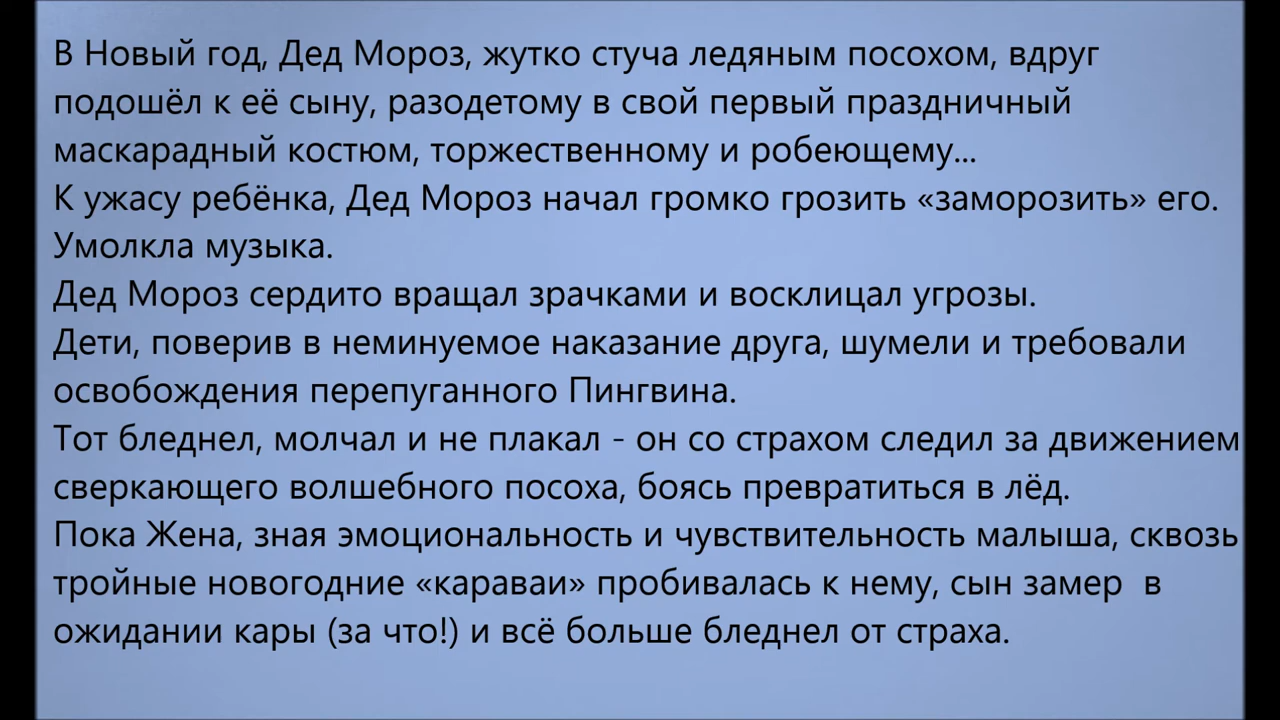 В Новый год, Дед Мороз, жутко стуча ледяным посохом, вдруг
подошёл к её сыну, разодетому в свой первый праздничный
маскарадный костюм, торжественному и робеющему...
К ужасу ребёнка, Дед Мороз начал громко грозить «заморозить» его.
Умолкла музыка.
Дед Мороз сердито вращал зрачками и восклицал угрозы.
Дети, поверив в неминуемое наказание друга, шумели и требовали
освобождения перепуганного Пингвина.
Тот бледнел, молчал и не плакал - он со страхом следил за движением
сверкающего волшебного посоха, боясь превратиться в лёд.
Пока Жена, зная эмоциональность и чувствительность малыша, сквозь
тройные новогодние «караваи» пробивалась к нему, сын замер  в
ожидании кары (за что!) и всё больше бледнел от страха.